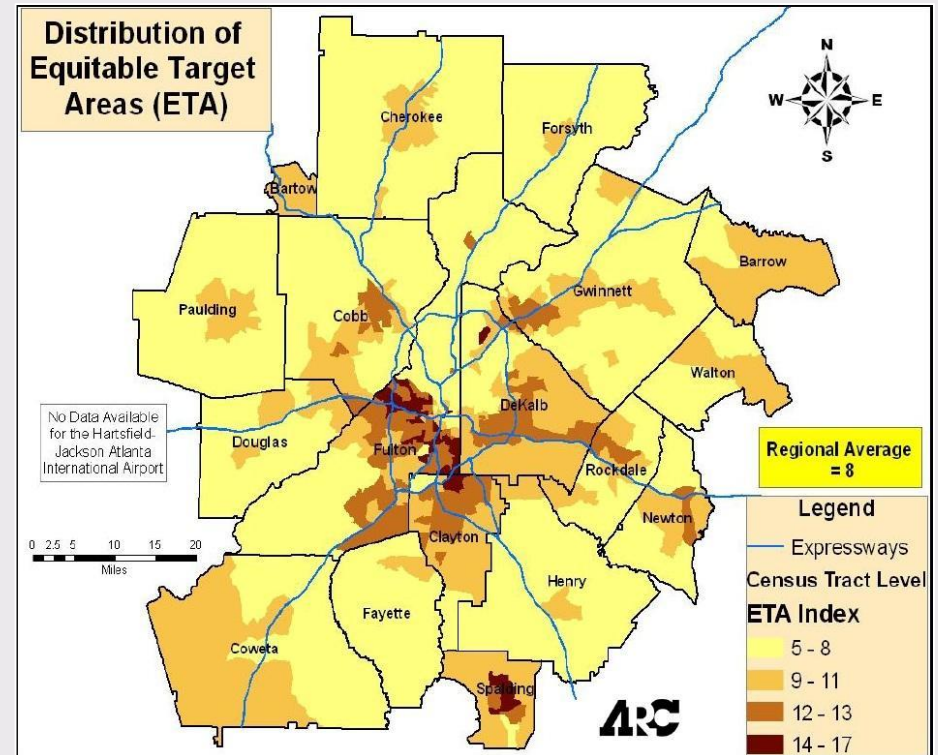 Distribution of
Equitable Target
Areas (ETA)
N
W
E
S
Cherokee
Forsyth
Bartow
Barrow
Gwinnett
Paulding
Cobb
Walton
DeKalb
No Data Available
for the Hartsfield-
Jackson Atlanta
International Airport
Douglas
Fulton
Rockdale
Regional Average
= 8
Newton
Clayton
Henry
Fayette
Coweta
Spalding
0 2.5 5 10 15 20
Miles
ARC
Legend
Expressways
Census Tract Level
ETA Index
5 - 8
9 - 11
12 - 13
14 - 17